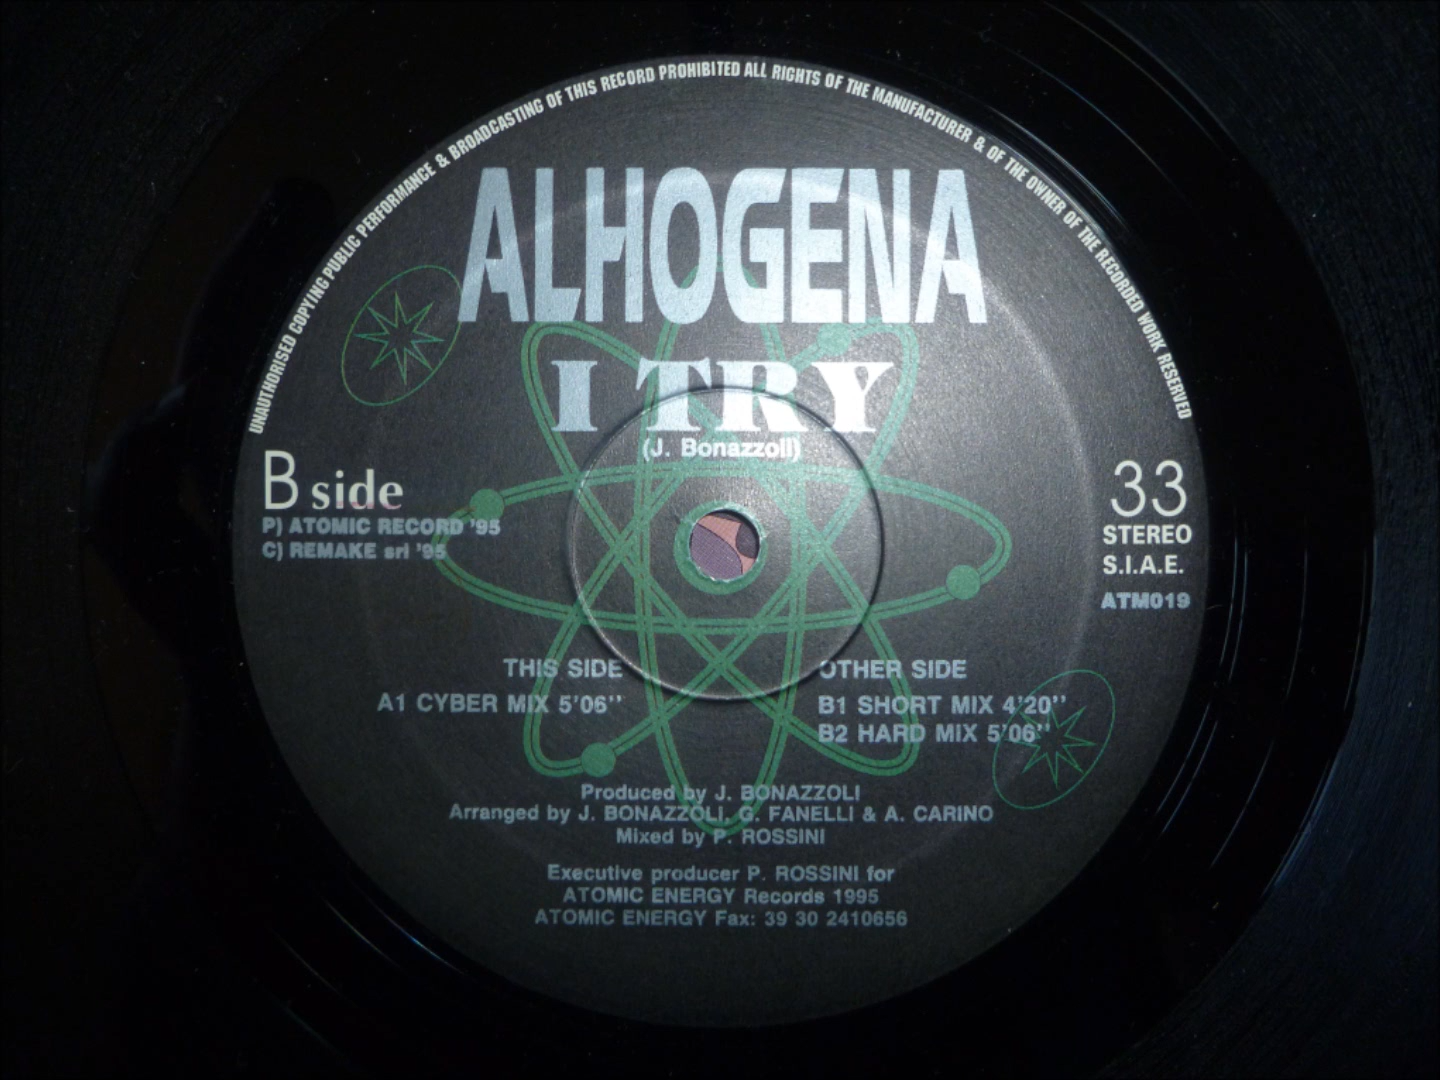 UNAUTHORISED COPYING PUBLIC PERFORMANCE & BROADCASTING OF THIS RECORD PROHIBITED ALL RIGHTS OF THE MANUFACTURER & OF THE OWNER OF THE RECORDED WORK RESERVED
ALHOGENA
I TRY
(J. Bonazzoli)
B side
P) ATOMIC RECORD '95
C) REMAKE srl '95
33
STEREO
S.I.A.E.
ATM019
THIS SIDE
A1 CYBER MIX 5'06''
OTHER SIDE
B1 SHORT MIX 4'20''
B2 HARD MIX 5'06''
Produced by J. BONAZZOLI
Arranged by J. BONAZZOLI, G. FANELLI & A. CARINO
Mixed by P. ROSSINI
Executive producer P. ROSSINI for
ATOMIC ENERGY Records 1995
ATOMIC ENERGY Fax: 39 30 2410656